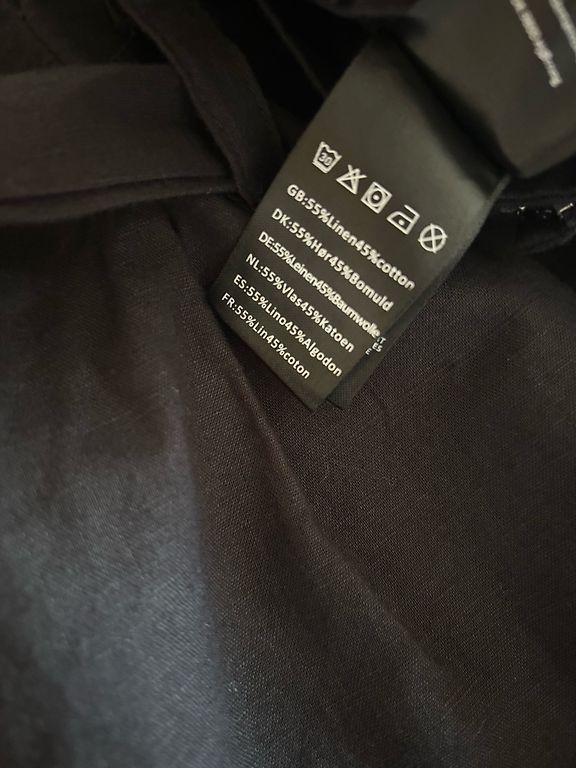 30
GB:55%Linen45%cotton
DK:55%Hør45%Bomuld
DE:55%Leinen45%Baumwolle
NL:55%Vlas45%Katoen
ES:55%Lino45%Algodon
FR:55%Lin45%coton